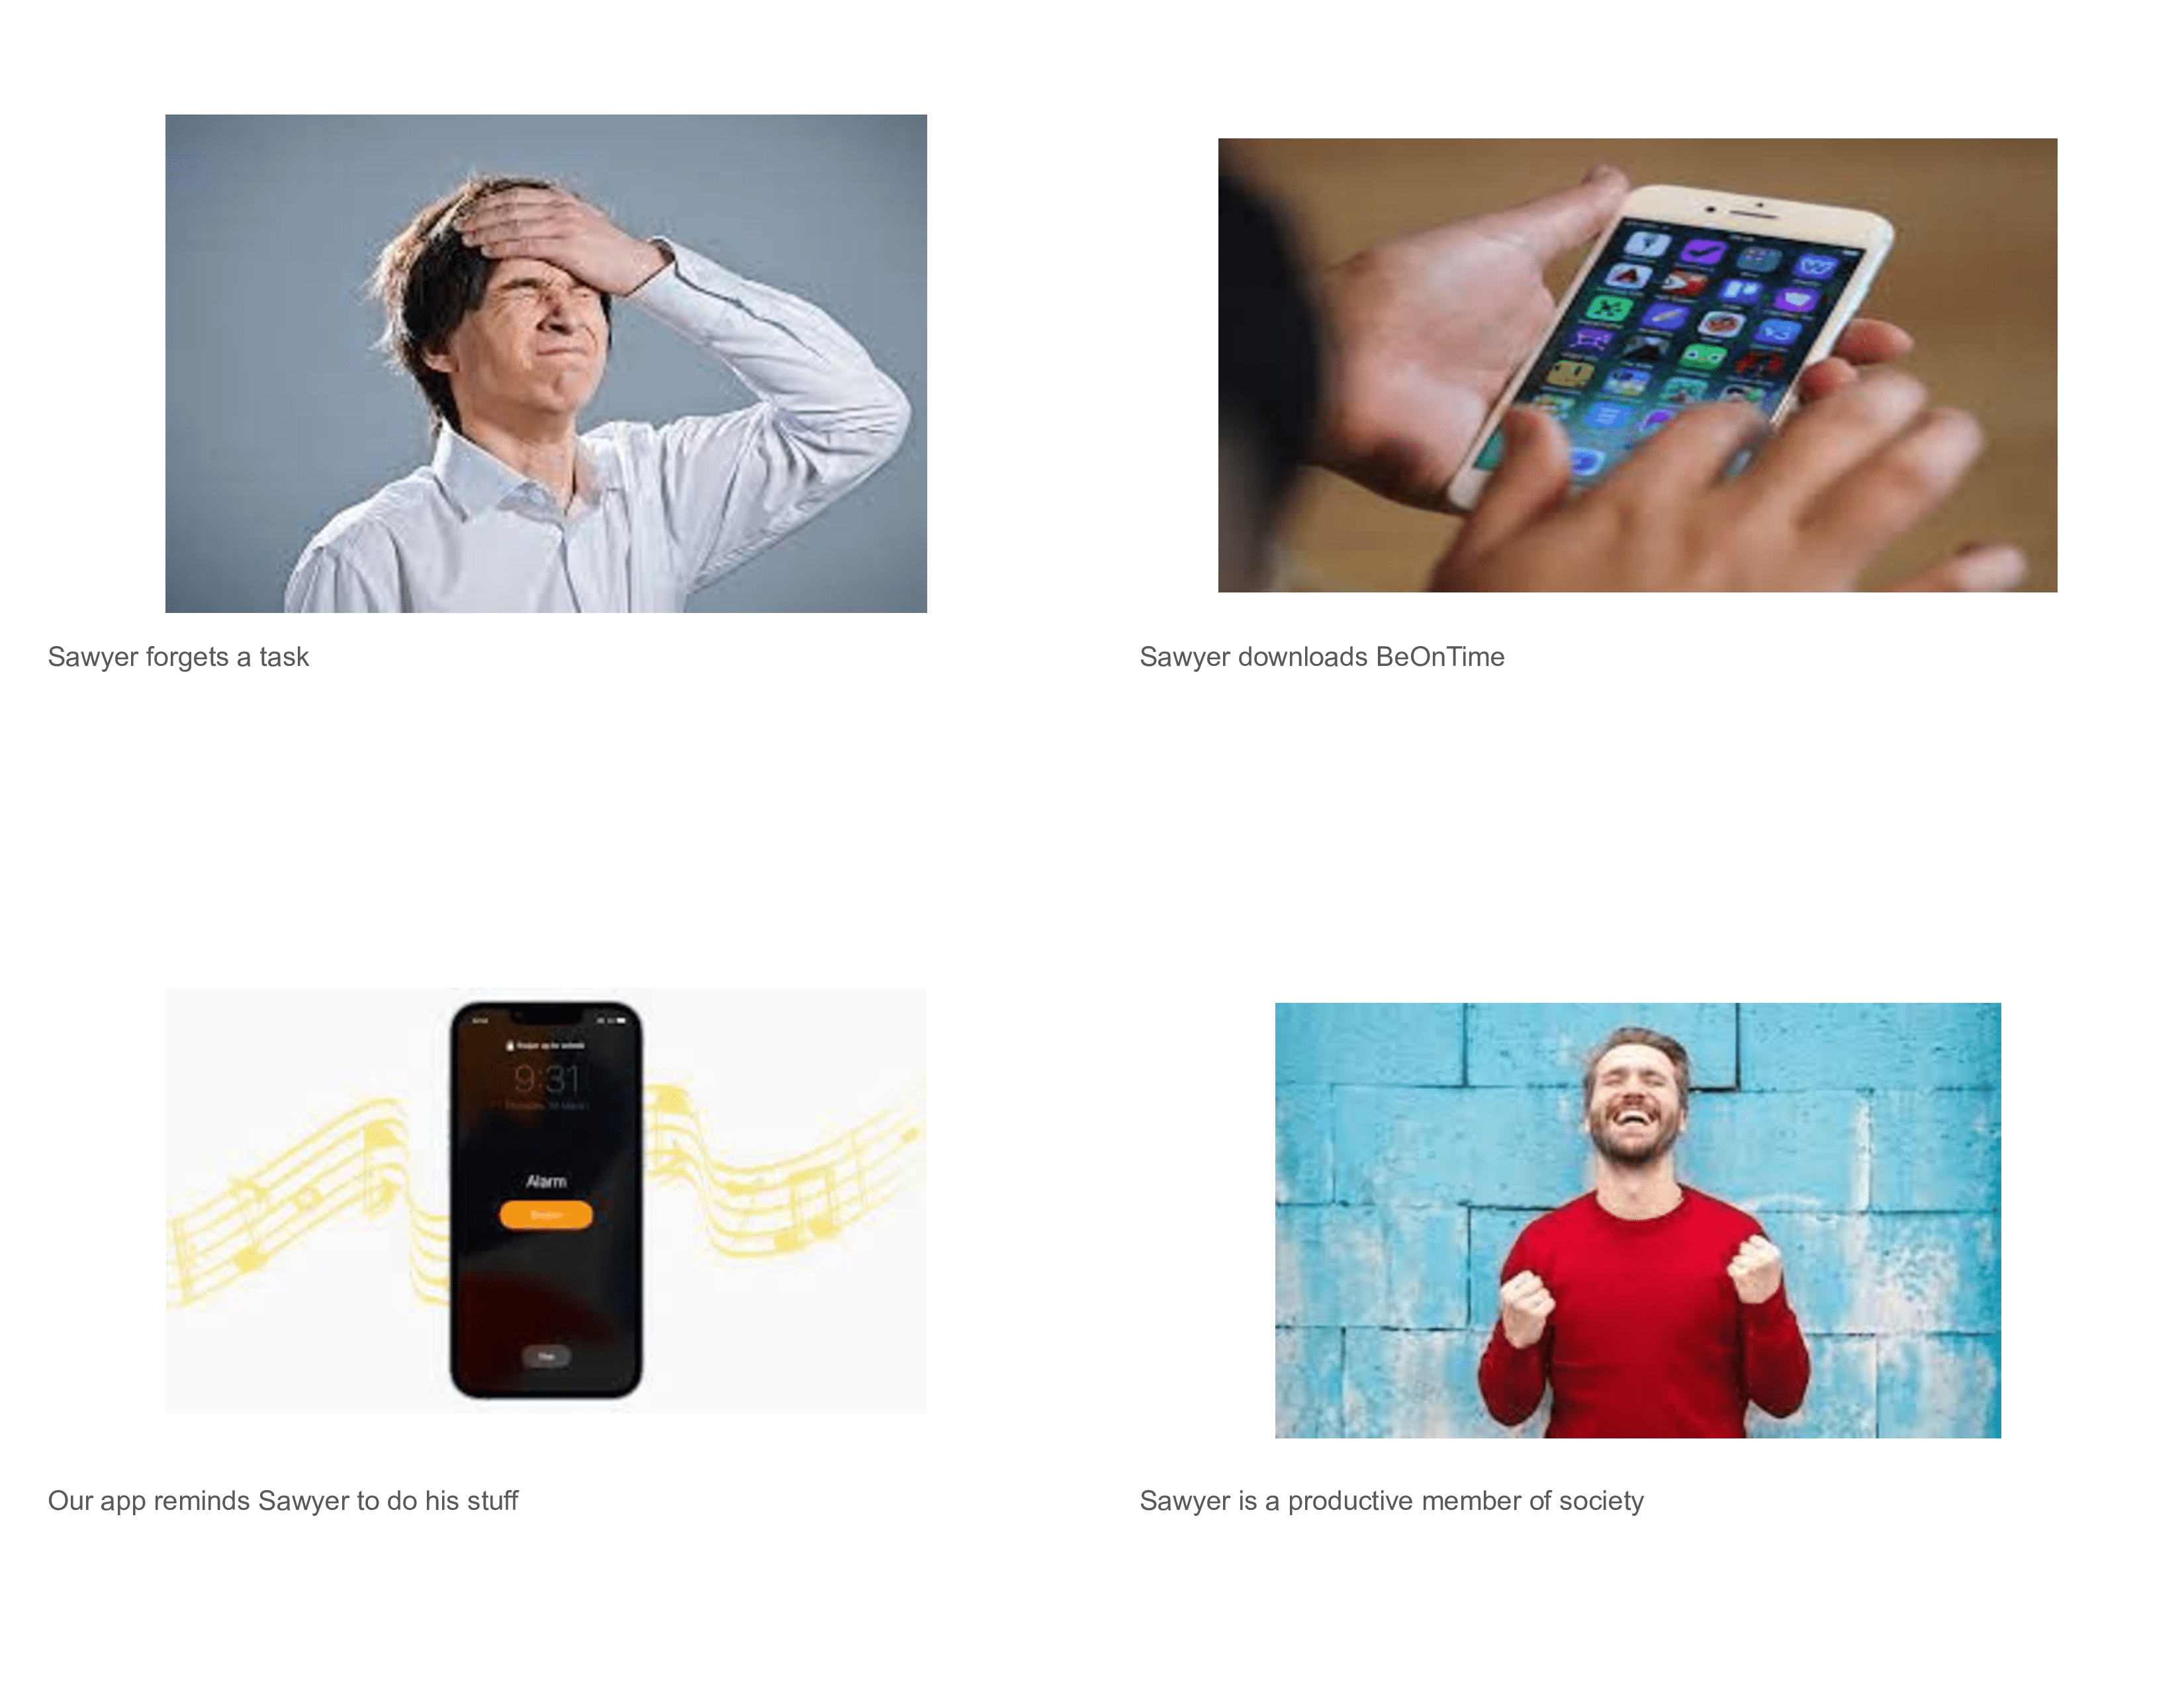 Sawyer forgets a task
Sawyer downloads BeOnTime
9:31
Alarm
Our app reminds Sawyer to do his stuff
Sawyer is a productive member of society